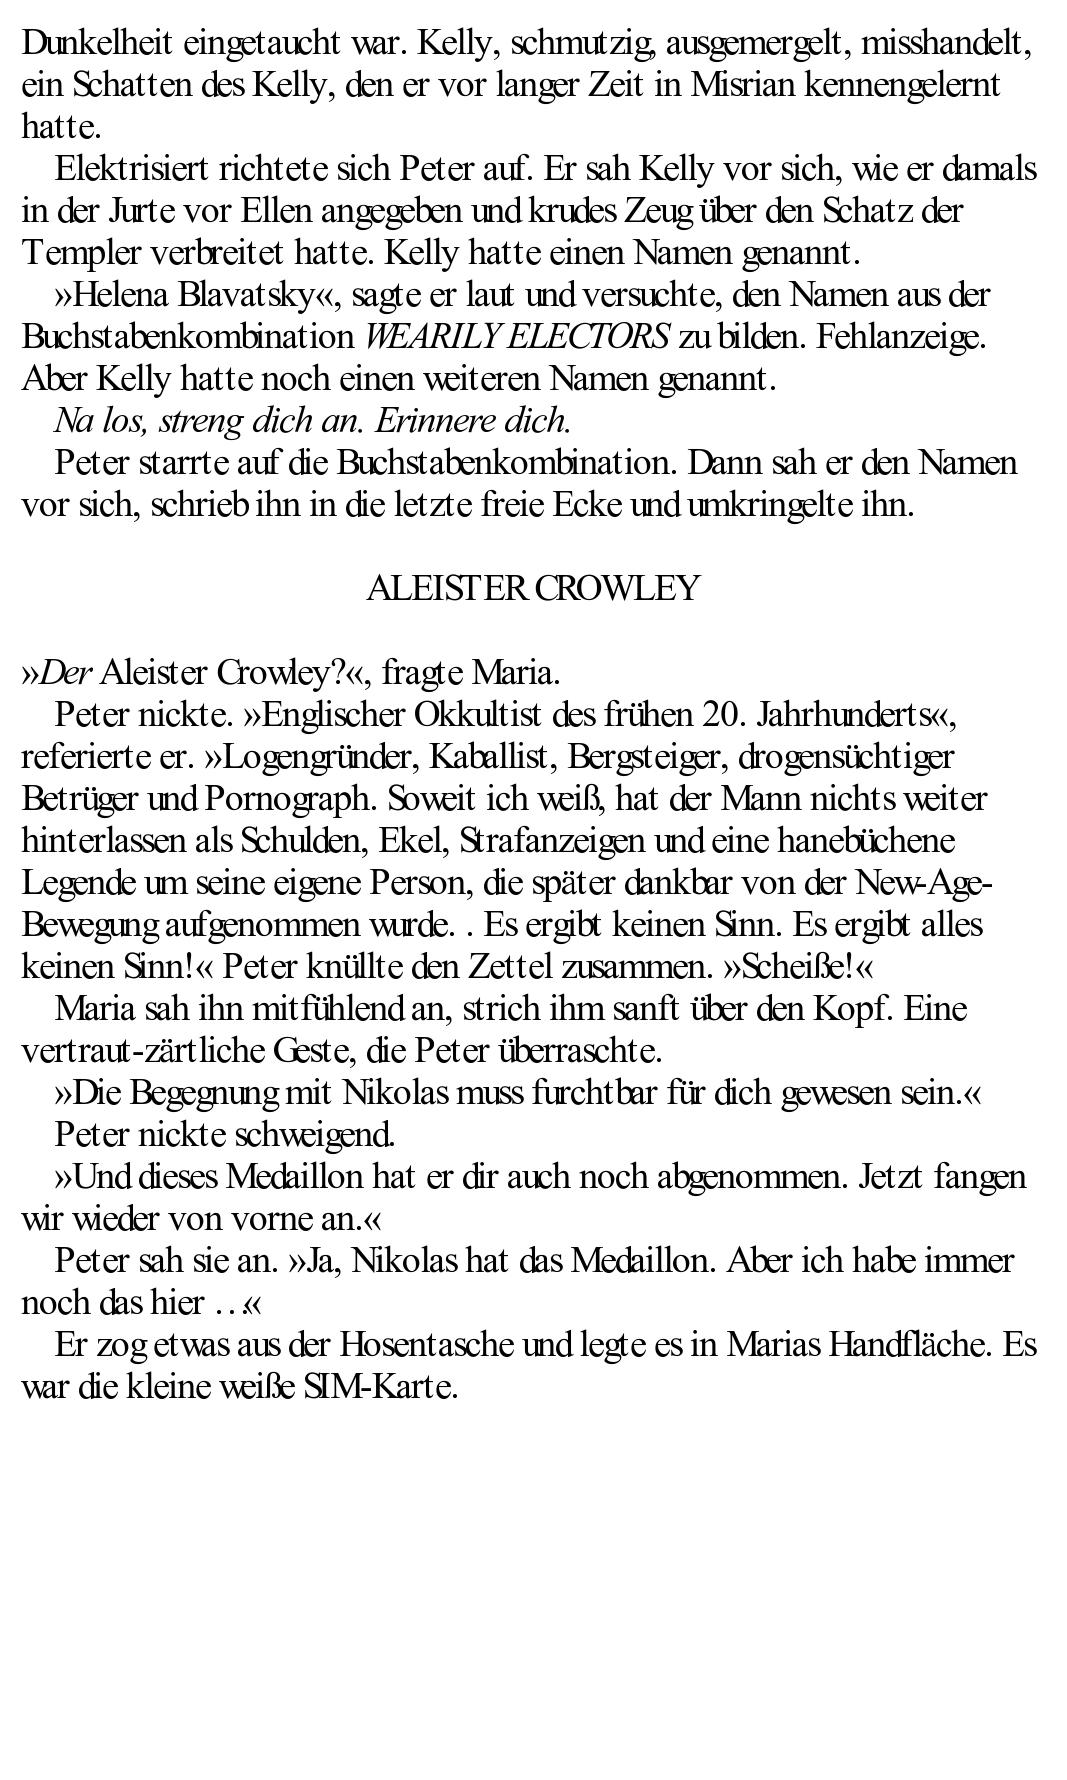 Dunkelheit eingetaucht war. Kelly, schmutzig, ausgemergelt, misshandelt,
ein Schatten des Kelly, den er vor langer Zeit in Misrian kennengelernt
hatte.
Elektrisiert richtete sich Peter auf. Er sah Kelly vor sich, wie er damals
in der Jurte vor Ellen angegeben und krudes Zeug über den Schatz der
Templer verbreitet hatte. Kelly hatte einen Namen genannt.
»Helena Blavatsky«, sagte er laut und versuchte, den Namen aus der
Buchstabenkombination WEARILY ELECTORS zu bilden. Fehlanzeige.
Aber Kelly hatte noch einen weiteren Namen genannt.
Na los, streng dich an. Erinnere dich.
Peter starrte auf die Buchstabenkombination. Dann sah er den Namen
vor sich, schrieb ihn in die letzte freie Ecke und umkringelte ihn.
ALEISTER CROWLEY
»Der Aleister Crowley?«, fragte Maria.
Peter nickte. »Englischer Okkultist des frühen 20. Jahrhunderts«,
referierte er. »Logengründer, Kaballist, Bergsteiger, drogensüchtiger
Betrüger und Pornograph. Soweit ich weiß, hat der Mann nichts weiter
hinterlassen als Schulden, Ekel, Strafanzeigen und eine hanebüchene
Legende um seine eigene Person, die später dankbar von der New-Age-
Bewegung aufgenommen wurde. . Es ergibt keinen Sinn. Es ergibt alles
keinen Sinn!« Peter knüllte den Zettel zusammen. »Scheiße!«
Maria sah ihn mitfühlend an, strich ihm sanft über den Kopf. Eine
vertraut-zärtliche Geste, die Peter überraschte.
»Die Begegnung mit Nikolas muss furchtbar für dich gewesen sein.«
Peter nickte schweigend.
»Und dieses Medaillon hat er dir auch noch abgenommen. Jetzt fangen
wir wieder von vorne an.«
Peter sah sie an. »Ja, Nikolas hat das Medaillon. Aber ich habe immer
noch das hier …«
Er zog etwas aus der Hosentasche und legte es in Marias Handfläche. Es
war die kleine weiße SIM-Karte.